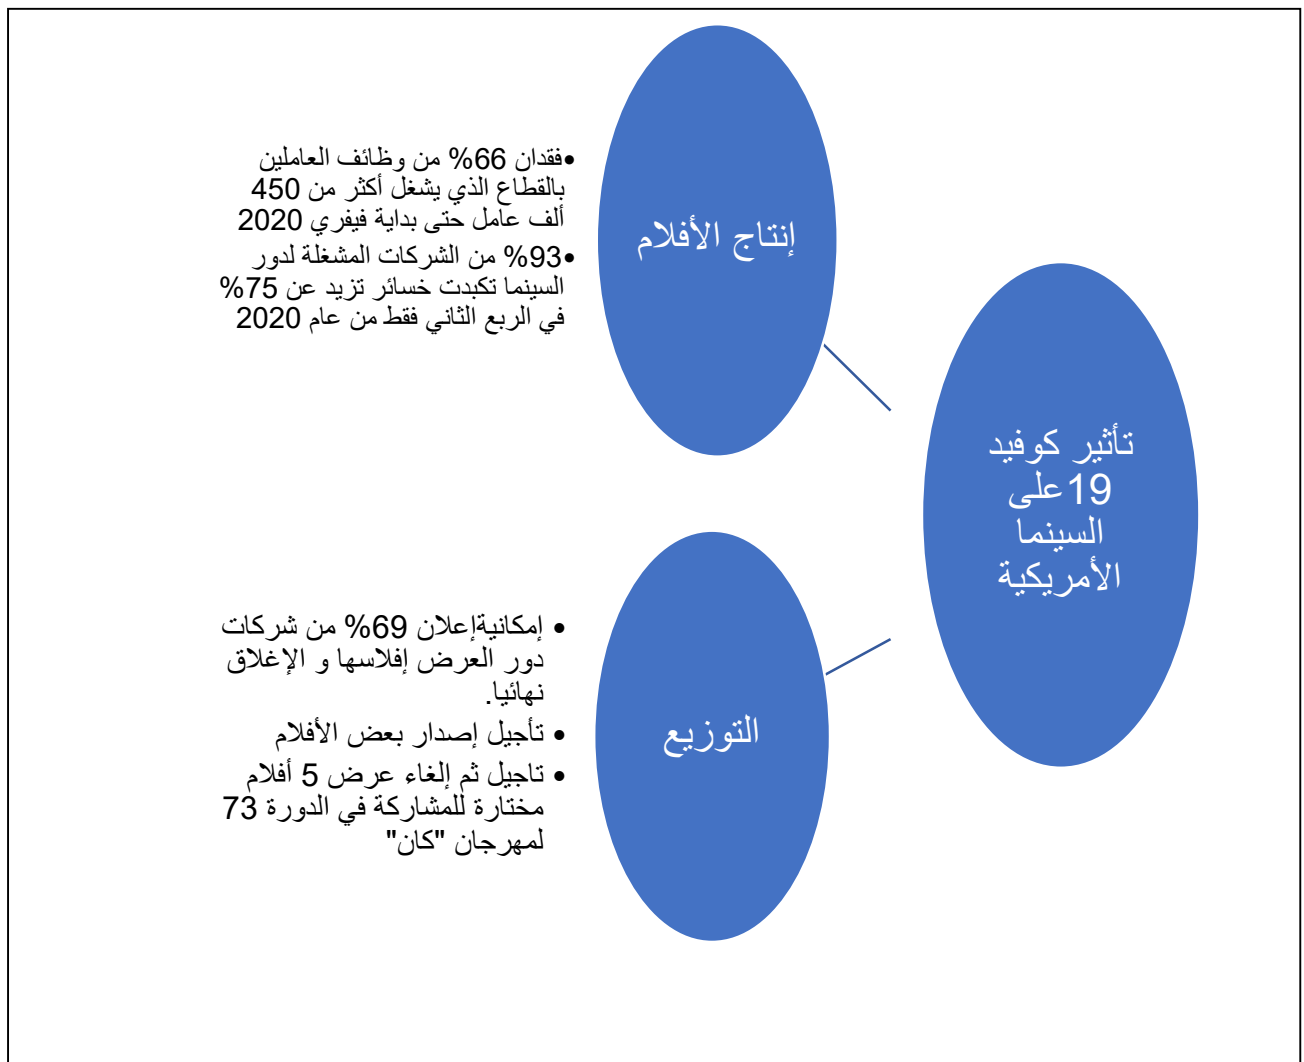 تأثير كوفيد
19على
السينما
الأمريكية
إنتاج الأفلام
•فقدان 66% من وظائف العاملين
بالقطاع الذي يشغل أكثر من 450
ألف عامل حتى بداية فيفري 2020
•93% من الشركات المشغلة لدور
السينما تكبدت خسائر تزيد عن 75%
في الربع الثاني فقط من عام 2020
التوزيع
• إمكانيةإعلان 69% من شركات
دور العرض إفلاسها و الإغلاق
نهائيا.
• تأجيل إصدار بعض الأفلام
• تاجيل ثم إلغاء عرض 5 أفلام
مختارة للمشاركة في الدورة 73
لمهرجان "كان"